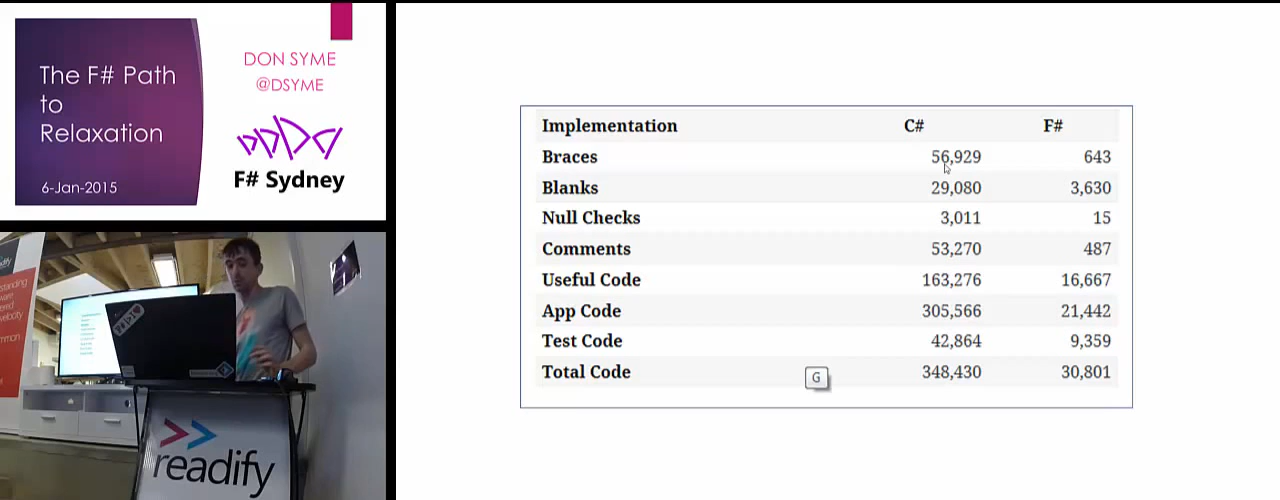 The F# Path
to
Relaxation
6-Jan-2015
DON SYME
@DSYME
F# Sydney
Implementation C# F#
Braces 56,929 643
Blanks 29,080 3,630
Null Checks 3,011 15
Comments 53,270 487
Useful Code 163,276 16,667
App Code 305,566 21,442
Test Code 42,864 9,359
Total Code 348,430 30,801
G
readify